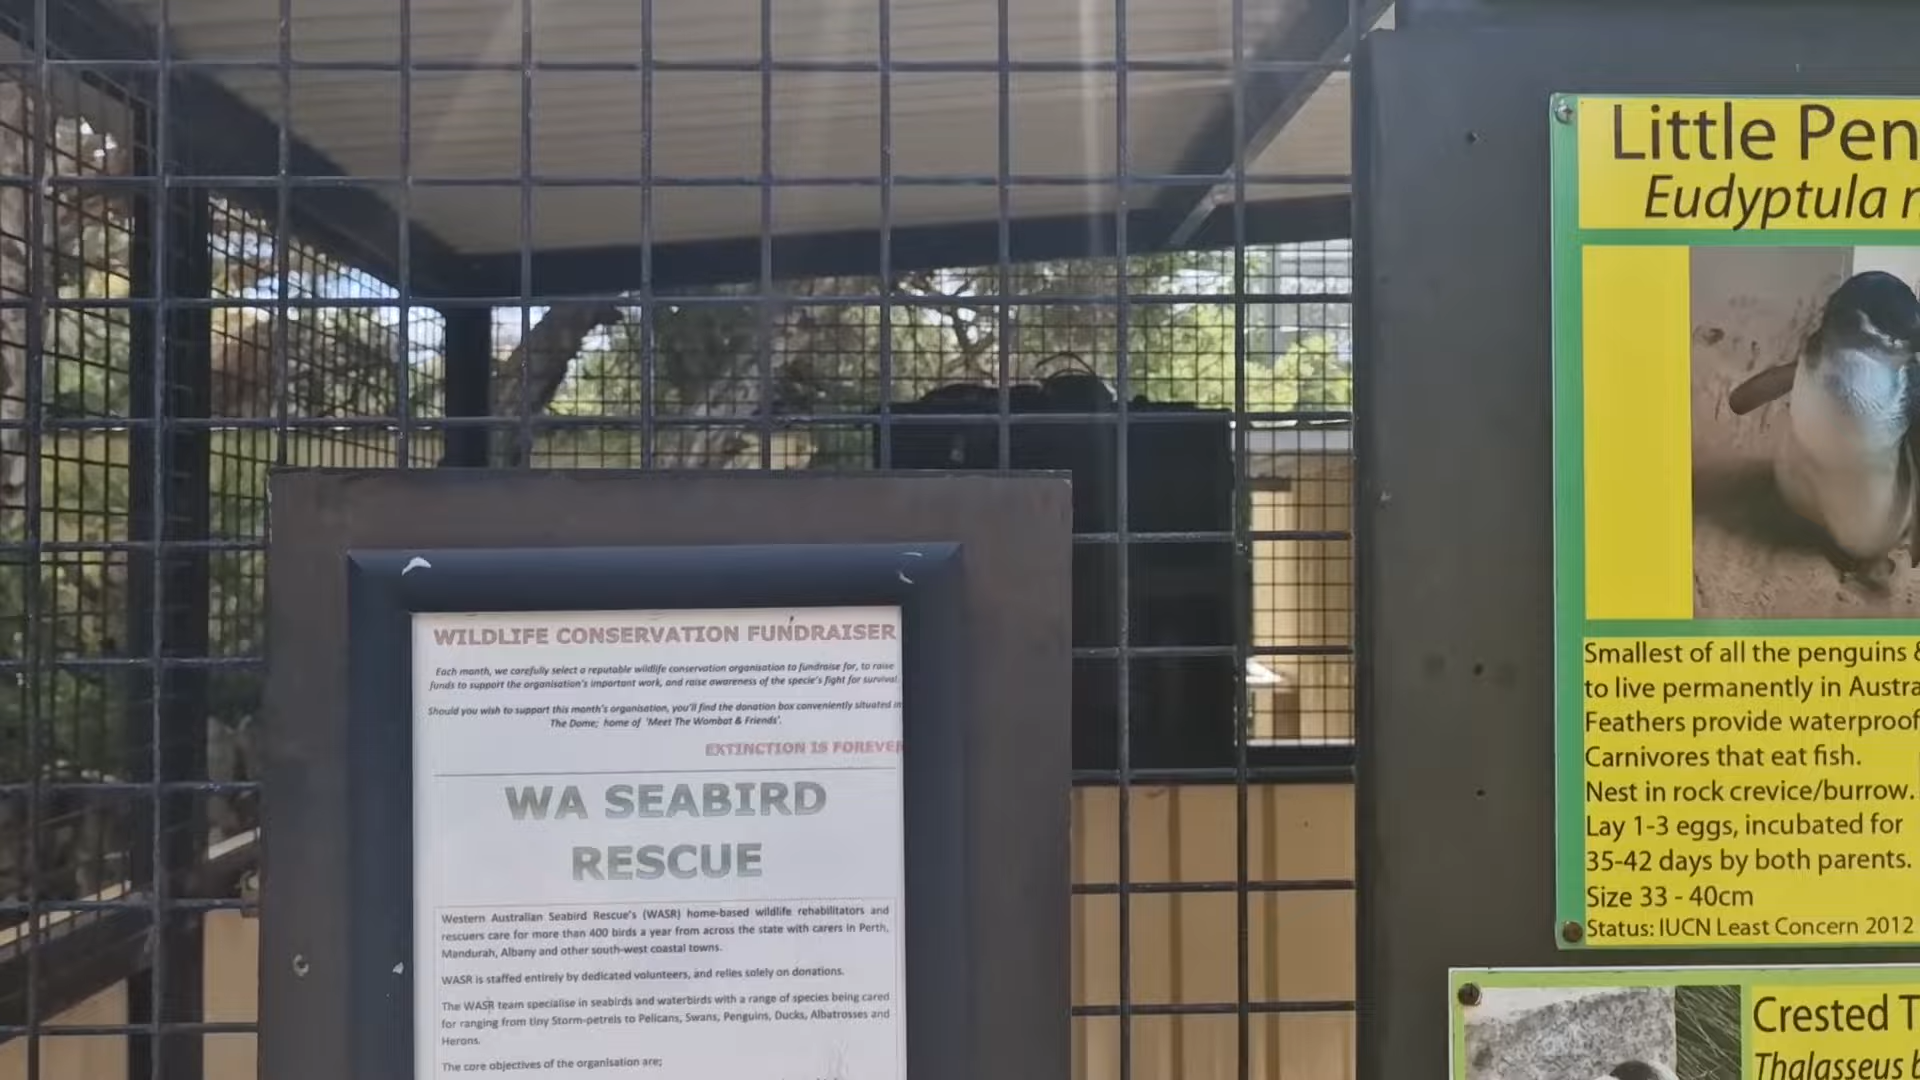 WILDLIFE CONSERVATION FUNDRAISER
Each month, we carefully select a reputable wildlife conservation organisation to fundraise for, to raise
funds to support the organisation's important work, and raise awareness of the specie's fight for survival
Should you wish to support this month's organisation, you'll find the donation box conveniently situated in
The Dome; home of 'Meet The Wombat & Friends'.
EXTINCTION IS FOREVER
WA SEABIRD
RESCUE
Western Australian Seabird Rescue's (WASR) home-based wildlife rehabilitators and
rescuers care for more than 400 birds a year from across the state with carers in Perth,
Mandurah, Albany and other south-west coastal towns.
WASR is staffed entirely by dedicated volunteers, and relies solely on donations.
The WASR team specialise in seabirds and waterbirds with a range of species being cared
for ranging from tiny Storm-petrels to Pelicans, Swans, Penguins, Ducks, Albatrosses and
Herons.
The core objectives of the organisation are;
Little Pen
Eudyptula
Smallest of all the penguins &
to live permanently in Austra
Feathers provide waterproof
Carnivores that eat fish.
Nest in rock crevice/burrow.
Lay 1-3 eggs, incubated for
35-42 days by both parents.
Size 33 - 40cm
Status: IUCN Least Concern 2012
Crested T
Thalasseus b